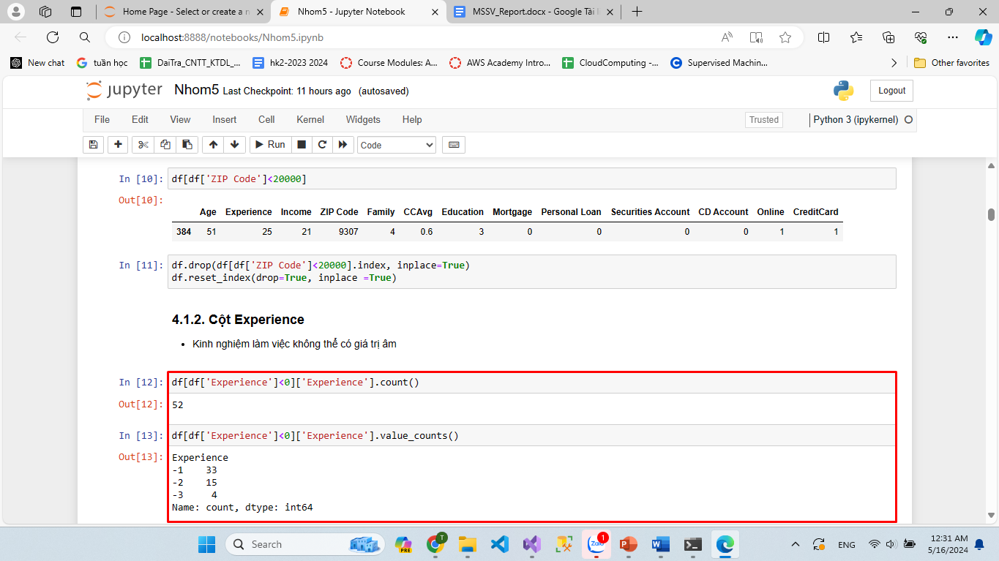 Home Page - Select or create a n
Nhom5 - Jupyter Notebook
MSSV_Report.docx - Google Tài l
localhost:8888/notebooks/Nhom5.ipynb
New chat
tuần học
DaiTra_CNTT_KTDL_...
hk2-2023 2024
Course Modules: A...
AWS Academy Intro...
CloudComputing -...
Supervised Machin...
Other favorites
jupyter Nhom5 Last Checkpoint: 11 hours ago (autosaved)
Logout
File Edit View Insert Cell Kernel Widgets Help
Trusted
Python 3 (ipykernel)
Run
Code
In [10]: df[df['ZIP Code']<20000]
Out[10]:
Age Experience Income ZIP Code Family CCAvg Education Mortgage Personal Loan Securities Account CD Account Online CreditCard
384 51 25 21 9307 4 0.6 3 0 0 0 0 1 1
In [11]: df.drop(df[df['ZIP Code']<20000].index, inplace=True)
df.reset_index(drop=True, inplace =True)
4.1.2. Cột Experience
Kinh nghiệm làm việc không thể có giá trị âm
In [12]: df[df['Experience']<0]['Experience'].count()
Out[12]: 52
In [13]: df[df['Experience']<0]['Experience'].value_counts()
Out[13]: Experience
-1 33
-2 15
-3 4
Name: count, dtype: int64
Search
PRE
T
Zalo
1
ENG
12:31 AM
5/16/2024